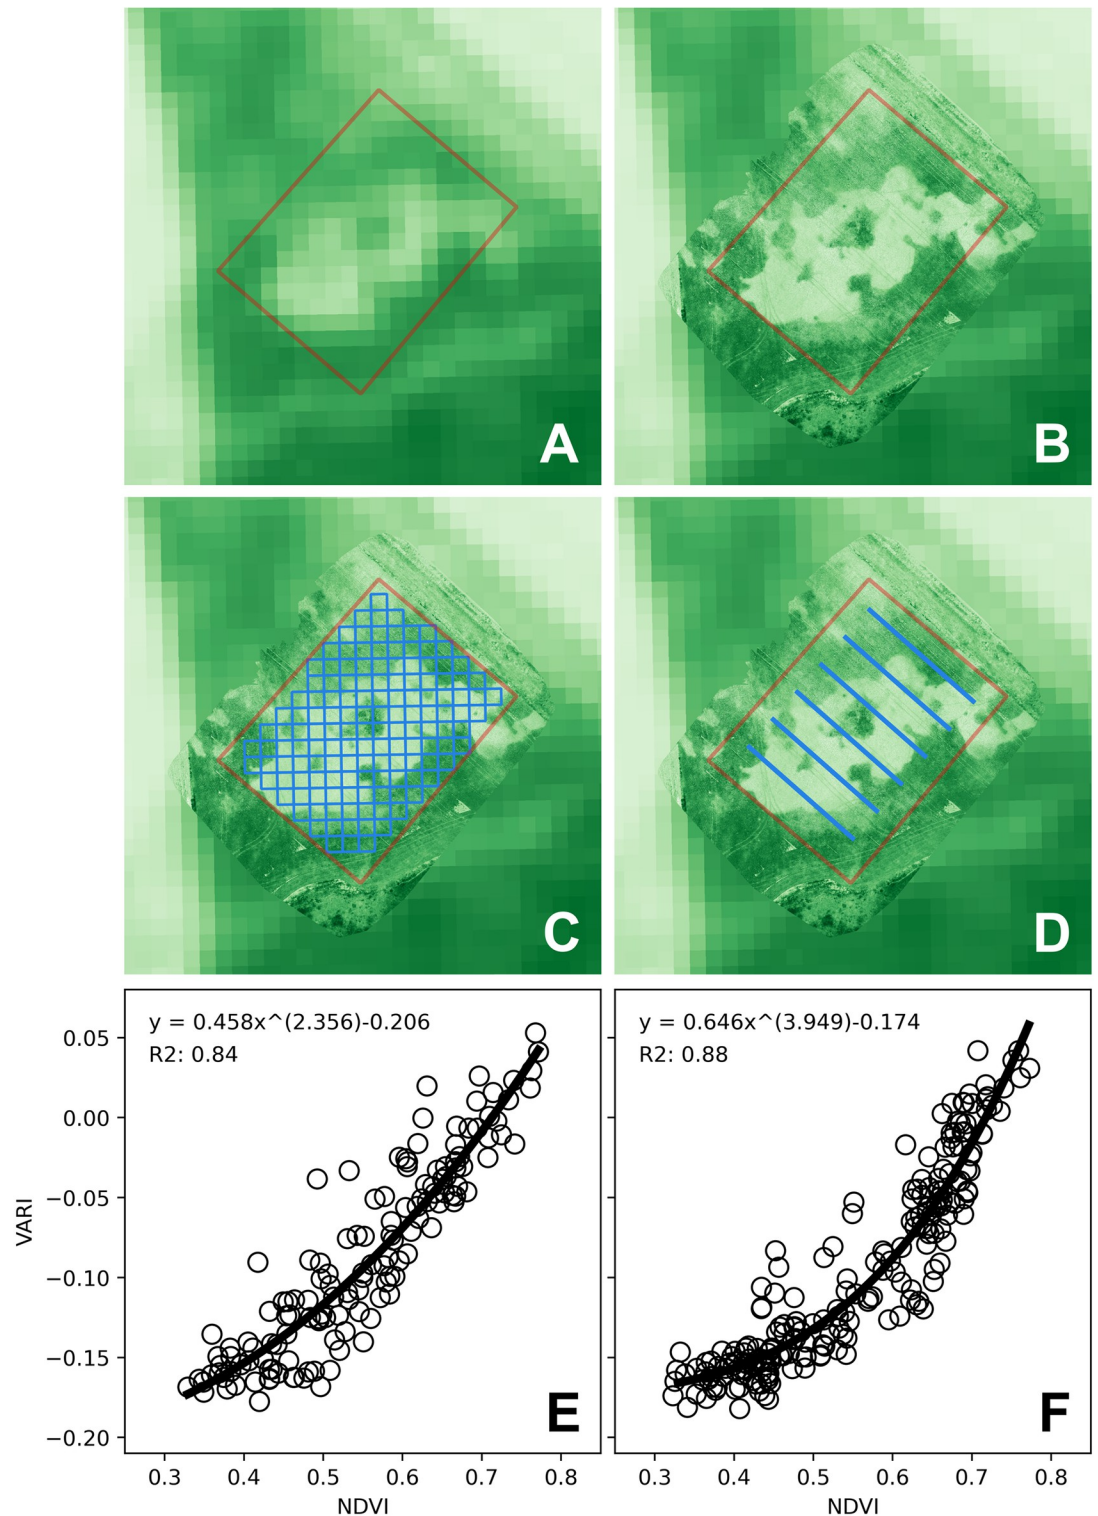 A
B
C
D
y = 0.458x^(2.356)-0.206
R2: 0.84
y = 0.646x^(3.949)-0.174
R2: 0.88
0.05
0.00
−0.05
−0.10
−0.15
−0.20
VARI
E
F
0.3 0.4 0.5 0.6 0.7 0.8
0.3 0.4 0.5 0.6 0.7 0.8
NDVI
NDVI